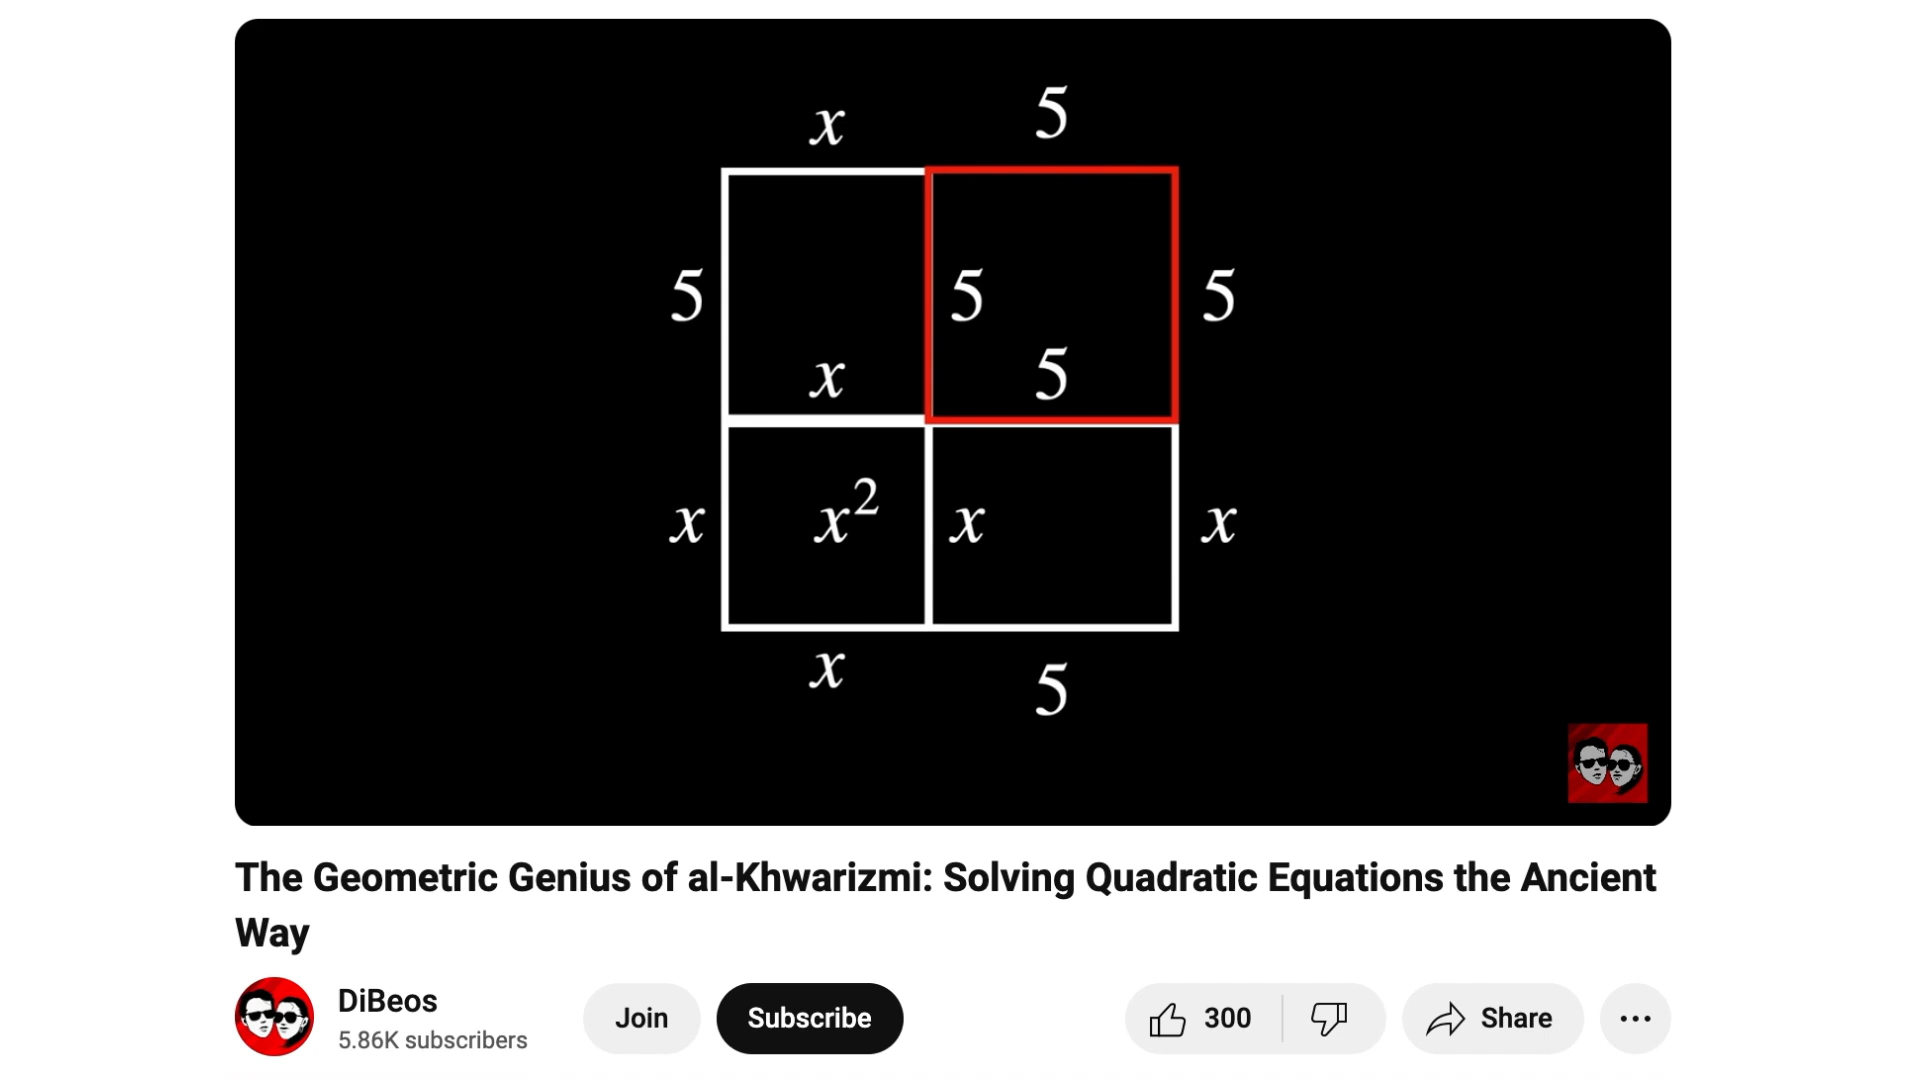 x 5
5 5 5
x 5
x x² x x
x 5
The Geometric Genius of al-Khwarizmi: Solving Quadratic Equations the Ancient
Way
DiBeos
5.86K subscribers
Join
Subscribe
300
Share